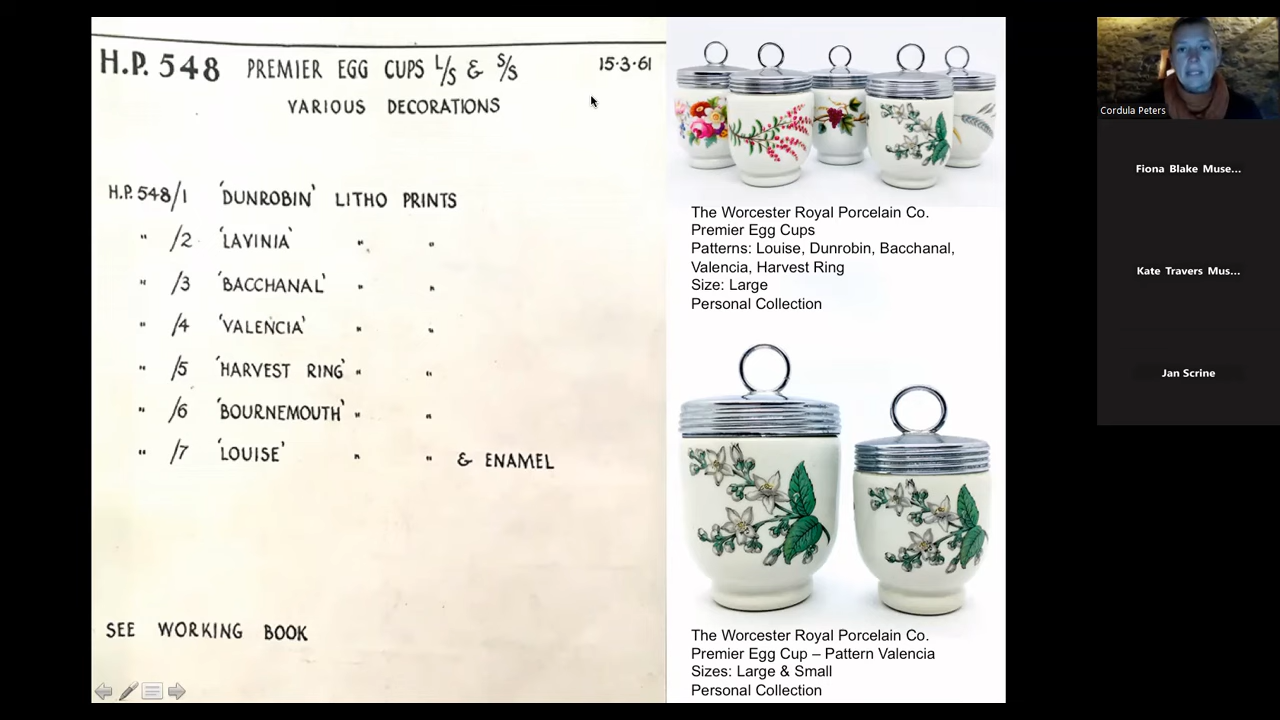 H.P. 548 PREMIER EGG CUPS L/S & S/S 15·3·61
VARIOUS DECORATIONS
H.P. 548/1 'DUNROBIN' LITHO PRINTS
" /2 'LAVINIA' " "
" /3 'BACCHANAL' " "
" /4 'VALENCIA' " "
" /5 'HARVEST RING' " "
" /6 'BOURNEMOUTH' " "
" /7 'LOUISE' " " & ENAMEL
SEE WORKING BOOK
The Worcester Royal Porcelain Co.
Premier Egg Cups
Patterns: Louise, Dunrobin, Bacchanal,
Valencia, Harvest Ring
Size: Large
Personal Collection
The Worcester Royal Porcelain Co.
Premier Egg Cup – Pattern Valencia
Sizes: Large & Small
Personal Collection
Cordula Peters
Fiona Blake Muse...
Kate Travers Mus...
Jan Scrine